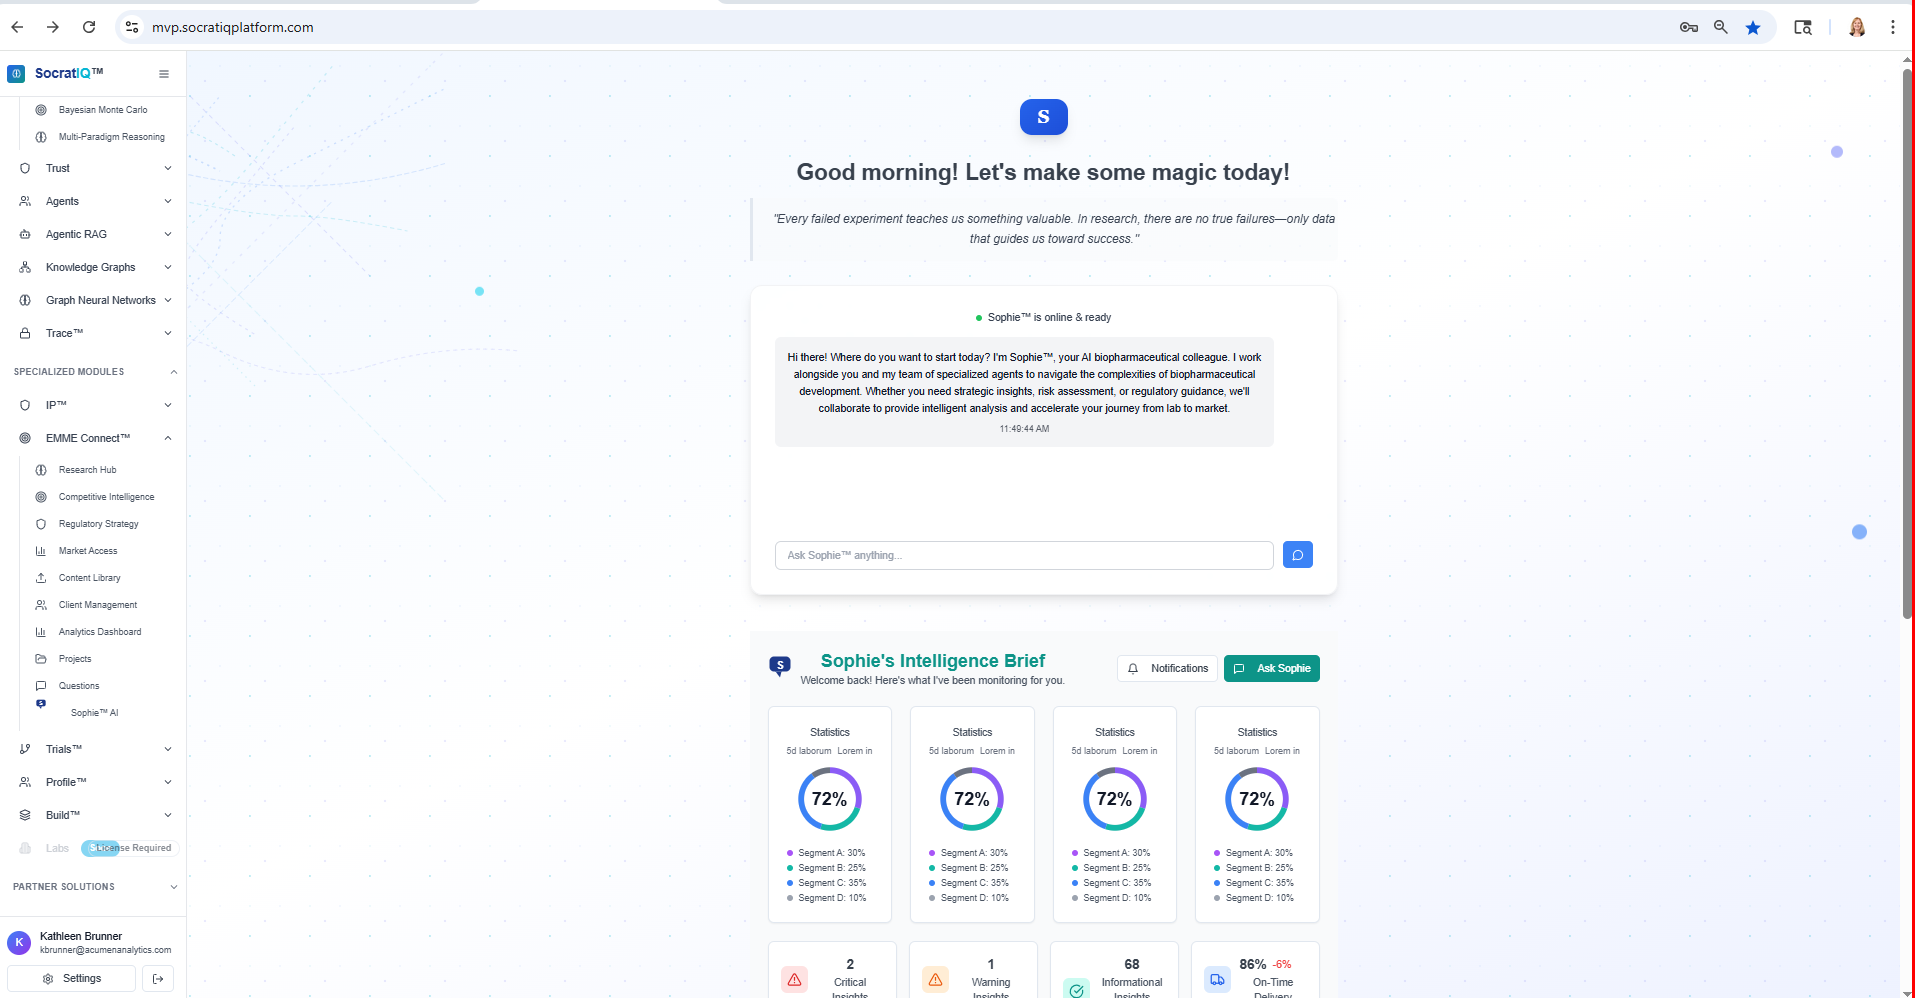 mvp.socratiqplatform.com
SocratIQ™
Bayesian Monte Carlo
Multi-Paradigm Reasoning
Trust
Agents
Agentic RAG
Knowledge Graphs
Graph Neural Networks
Trace™
SPECIALIZED MODULES
IP™
EMME Connect™
Research Hub
Competitive Intelligence
Regulatory Strategy
Market Access
Content Library
Client Management
Analytics Dashboard
Projects
Questions
S
Sophie™ AI
Trials™
Profile™
Build™
Labs
License Required
PARTNER SOLUTIONS
K
Kathleen Brunner
kbrunner@acumenanalytics.com
Settings
S
Good morning! Let's make some magic today!
"Every failed experiment teaches us something valuable. In research, there are no true failures—only data
that guides us toward success."
Sophie™ is online & ready
Hi there! Where do you want to start today? I'm Sophie™, your AI biopharmaceutical colleague. I work
alongside you and my team of specialized agents to navigate the complexities of biopharmaceutical
development. Whether you need strategic insights, risk assessment, or regulatory guidance, we'll
collaborate to provide intelligent analysis and accelerate your journey from lab to market.
11:49:44 AM
Ask Sophie™ anything...
S
Sophie's Intelligence Brief
Welcome back! Here's what I've been monitoring for you.
Notifications
Ask Sophie
Statistics
5d laborum Lorem in
72%
Segment A: 30%
Segment B: 25%
Segment C: 35%
Segment D: 10%
Statistics
5d laborum Lorem in
72%
Segment A: 30%
Segment B: 25%
Segment C: 35%
Segment D: 10%
Statistics
5d laborum Lorem in
72%
Segment A: 30%
Segment B: 25%
Segment C: 35%
Segment D: 10%
Statistics
5d laborum Lorem in
72%
Segment A: 30%
Segment B: 25%
Segment C: 35%
Segment D: 10%
2
Critical
Insights
1
Warning
Insights
68
Informational
Insights
86% -6%
On-Time
Delivery